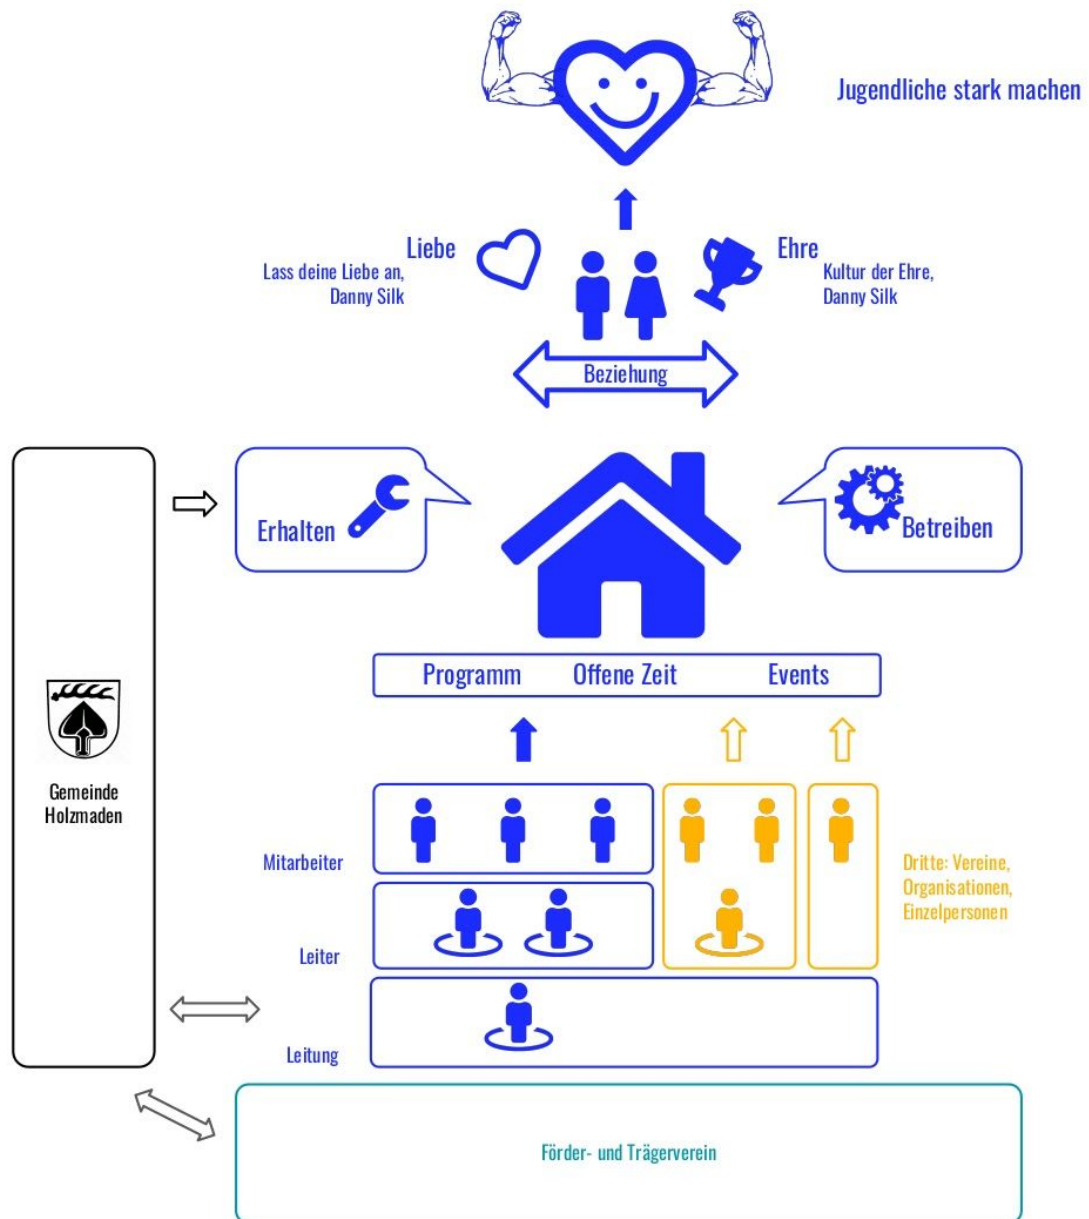 Jugendliche stark machen
Liebe
Lass deine Liebe an,
Danny Silk
Ehre
Kultur der Ehre,
Danny Silk
Beziehung
Erhalten
Betreiben
Programm Offene Zeit Events
Gemeinde
Holzmaden
Mitarbeiter
Dritte: Vereine,
Organisationen,
Einzelpersonen
Leiter
Leitung
Förder- und Trägerverein